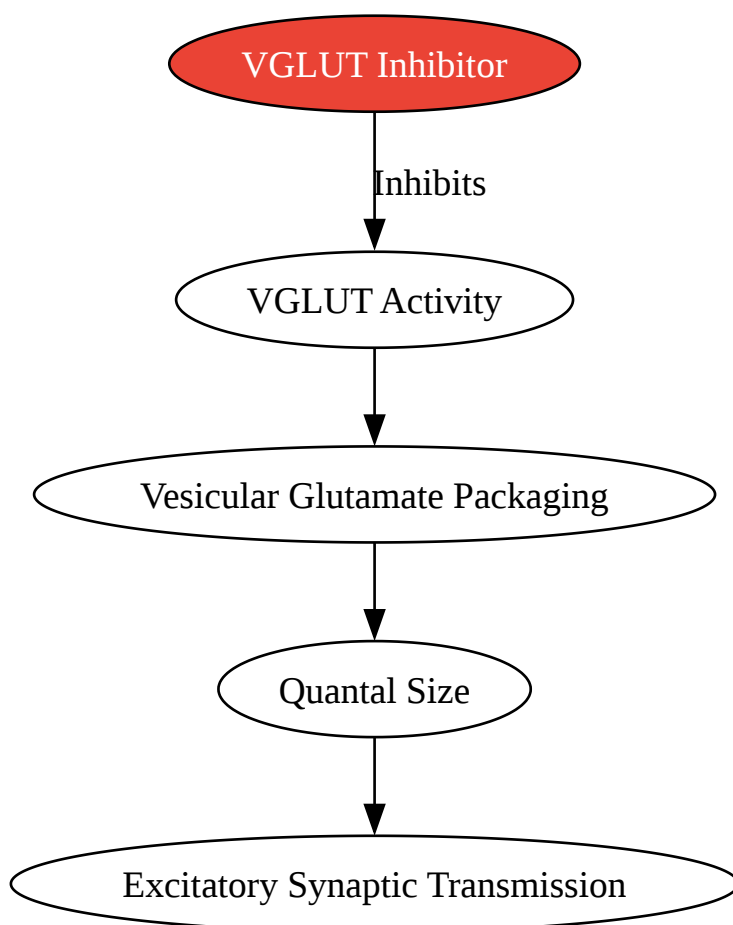 VGLUT Inhibitor
Inhibits
VGLUT Activity
Vesicular Glutamate Packaging
Quantal Size
Excitatory Synaptic Transmission